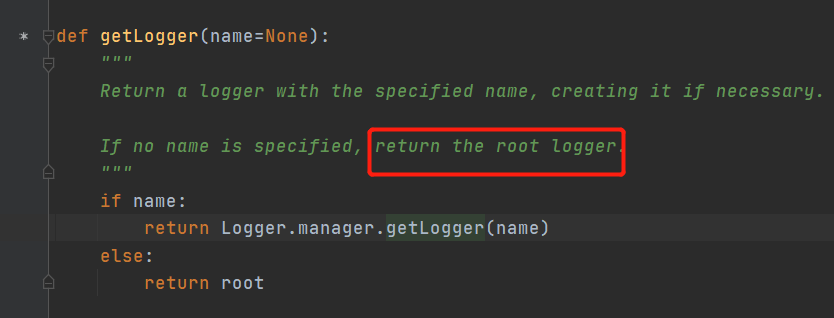 * def getLogger(name=None):
"""
Return a logger with the specified name, creating it if necessary.
If no name is specified, return the root logger.
"""
if name:
return Logger.manager.getLogger(name)
else:
return root